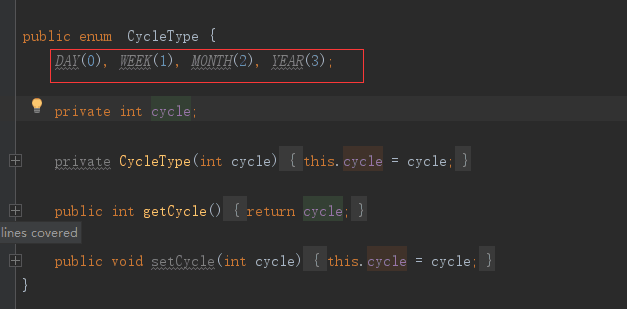 public enum CycleType {
DAY(0), WEEK(1), MONTH(2), YEAR(3);
private int cycle;
private CycleType(int cycle) { this.cycle = cycle; }
public int getCycle() { return cycle; }
lines covered
public void setCycle(int cycle) { this.cycle = cycle; }
}